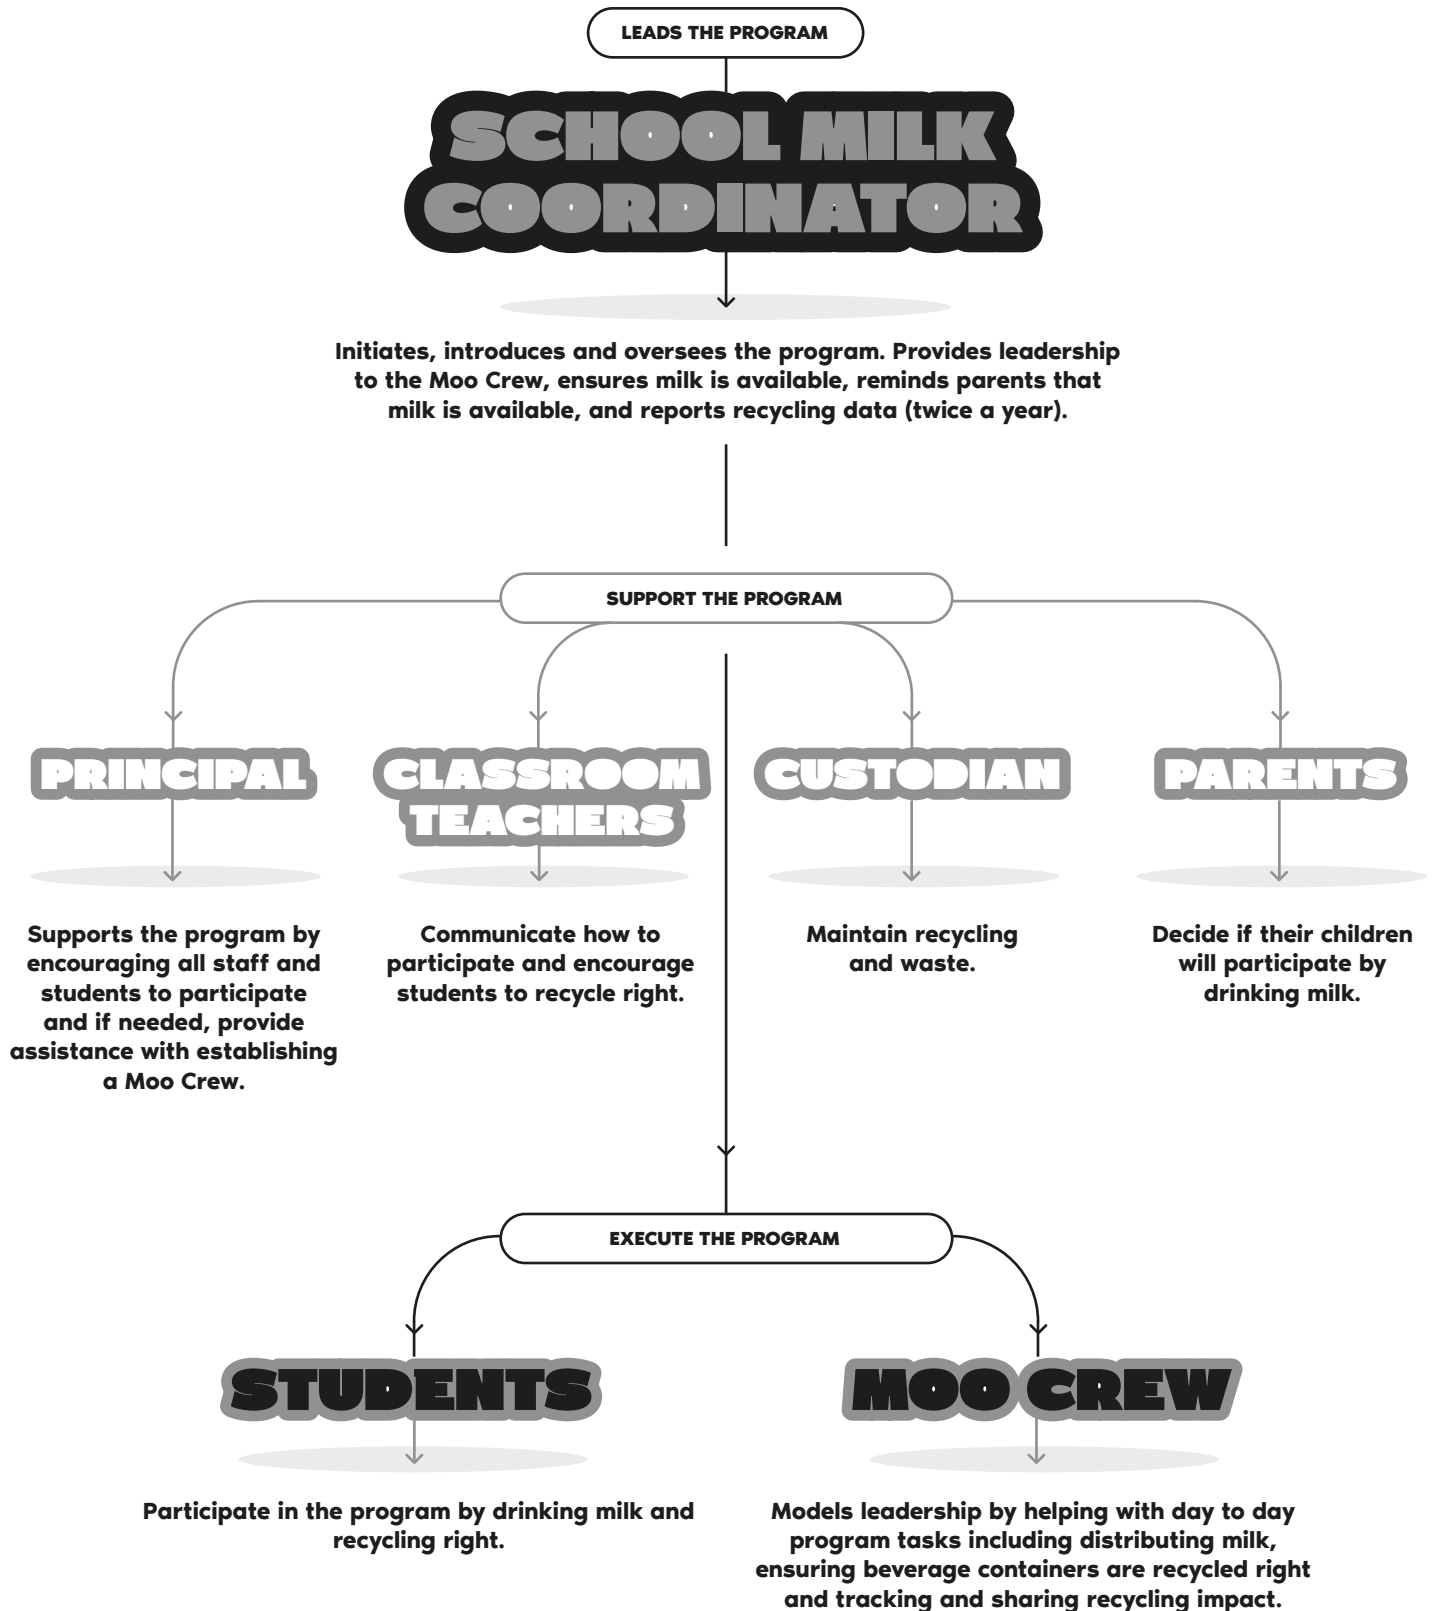 LEADS THE PROGRAM
SCHOOL MILK
COORDINATOR
Initiates, introduces and oversees the program. Provides leadership
to the Moo Crew, ensures milk is available, reminds parents that
milk is available, and reports recycling data (twice a year).
SUPPORT THE PROGRAM
PRINCIPAL
Supports the program by
encouraging all staff and
students to participate
and if needed, provide
assistance with establishing
a Moo Crew.
CLASSROOM
TEACHERS
Communicate how to
participate and encourage
students to recycle right.
CUSTODIAN
Maintain recycling
and waste.
PARENTS
Decide if their children
will participate by
drinking milk.
EXECUTE THE PROGRAM
STUDENTS
Participate in the program by drinking milk and
recycling right.
MOO CREW
Models leadership by helping with day to day
program tasks including distributing milk,
ensuring beverage containers are recycled right
and tracking and sharing recycling impact.